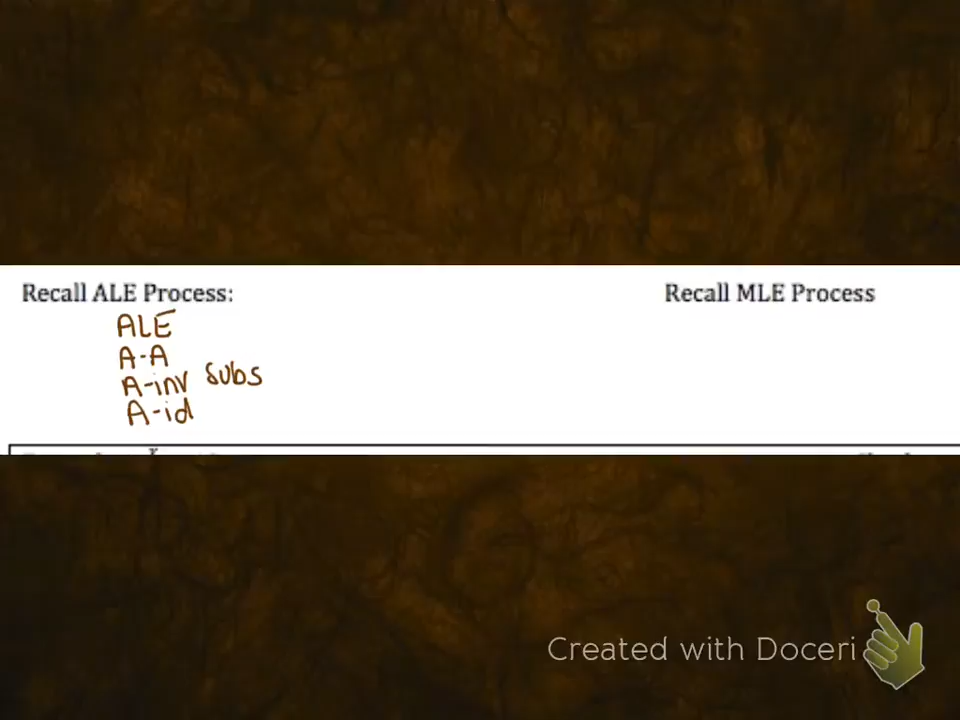 Recall ALE Process:
Recall MLE Process
ALE
A-A
A-inv subs
A-id
Created with Doceri